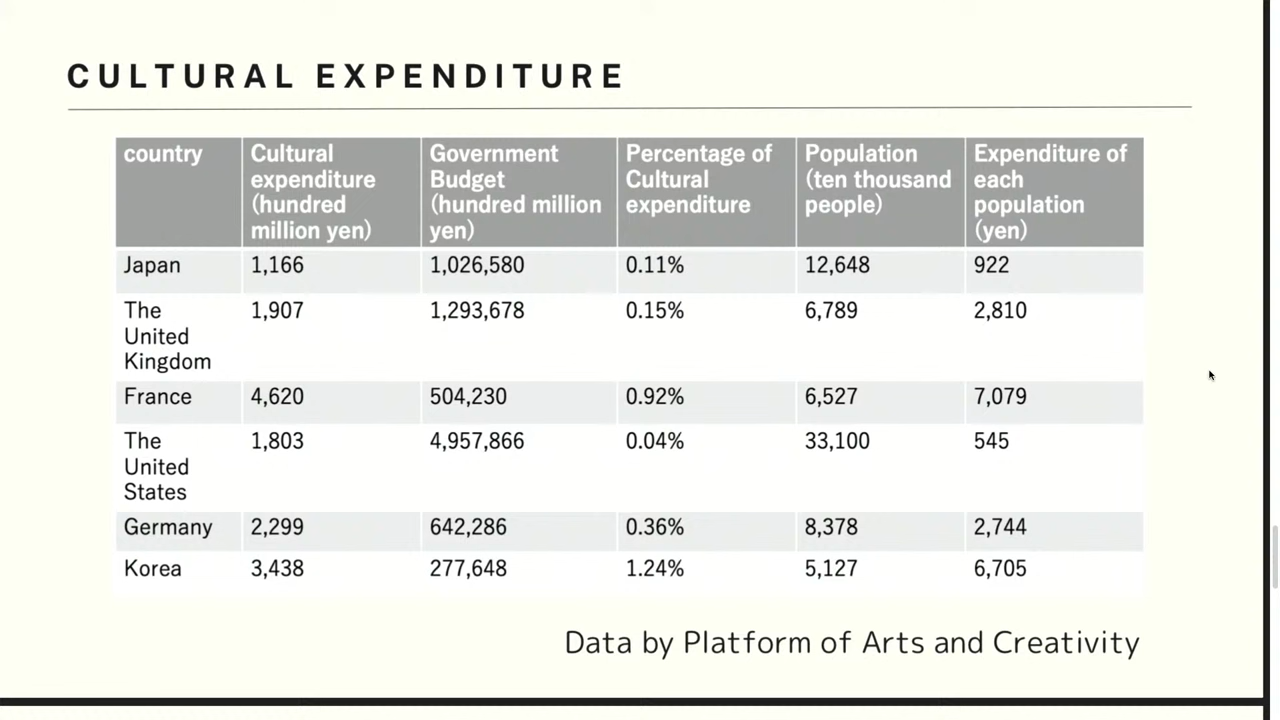 CULTURAL EXPENDITURE
country
Cultural
expenditure
(hundred
million yen)
Government
Budget
(hundred million
yen)
Percentage of
Cultural
expenditure
Population
(ten thousand
people)
Expenditure of
each
population
(yen)
Japan 1,166 1,026,580 0.11% 12,648 922
The 1,907 1,293,678 0.15% 6,789 2,810
United
Kingdom
France 4,620 504,230 0.92% 6,527 7,079
The 1,803 4,957,866 0.04% 33,100 545
United
States
Germany 2,299 642,286 0.36% 8,378 2,744
Korea 3,438 277,648 1.24% 5,127 6,705
Data by Platform of Arts and Creativity